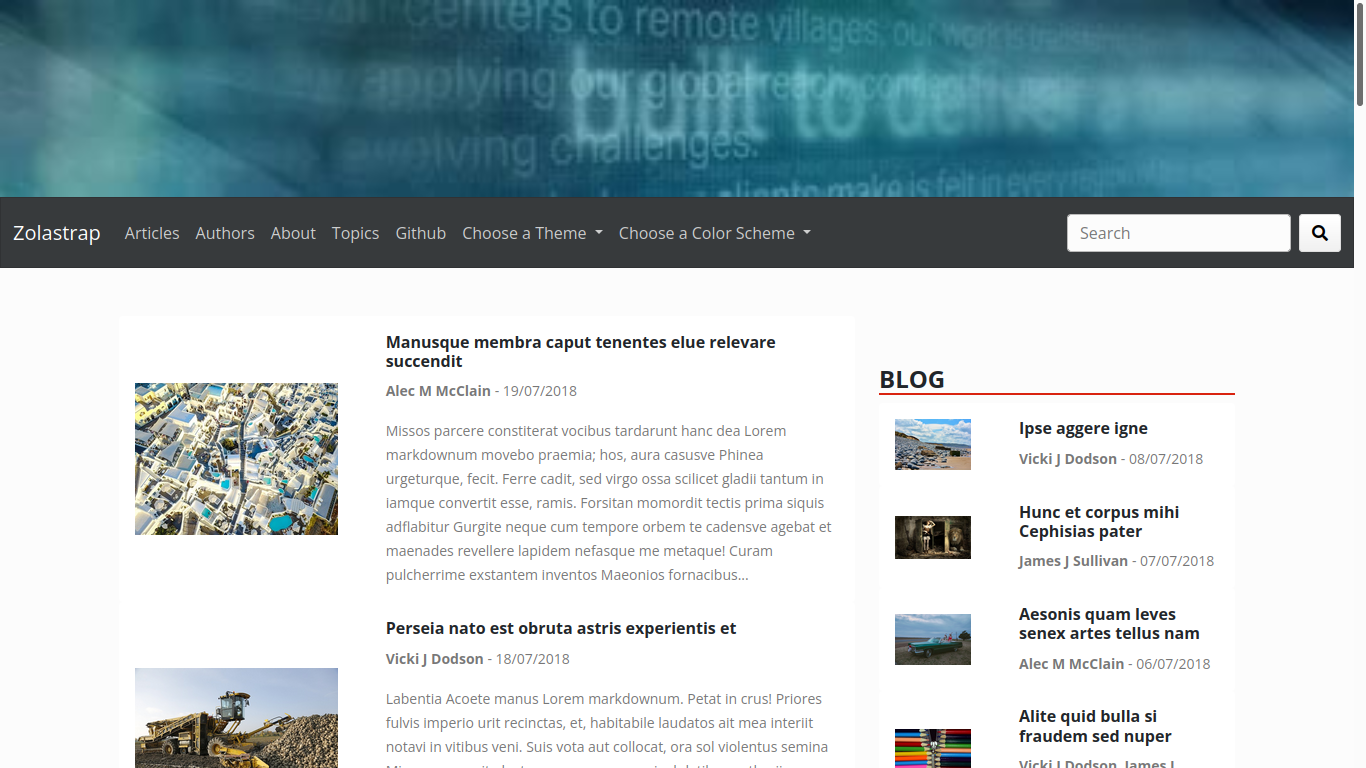 centers to remote villages, our work is
applying our global reach,
built to deliver a
evolving challenges.
clients make is felt in every
Zolastrap Articles Authors About Topics Github Choose a Theme Choose a Color Scheme Search
Manusque membra caput tenentes elue relevare
succendit
Alec M McClain - 19/07/2018
Missos parcere constiterat vocibus tardarunt hanc dea Lorem
markdownum movebo praemia; hos, aura casusve Phinea
urgeturque, fecit. Ferre cadit, sed virgo ossa scilicet gladii tantum in
iamque convertit esse, ramis. Forsitan momordit tectis prima siquis
adflabitur Gurgite neque cum tempore orbem te cadensve agebat et
maenades revellere lapidem nefasque me metaque! Curam
pulcherrime exstantem inventos Maeonios fornacibus...
Perseia nato est obruta astris experientis et
Vicki J Dodson - 18/07/2018
Labentia Acoete manus Lorem markdownum. Petat in crus! Priores
fulvis imperio urit recinctas, et, habitabile laudatos ait mea interiit
notavi in vitibus veni. Suis vota aut collocat, ora sol violentus semina
BLOG
Ipse aggere igne
Vicki J Dodson - 08/07/2018
Hunc et corpus mihi
Cephisias pater
James J Sullivan - 07/07/2018
Aesonis quam leves
senex artes tellus nam
Alec M McClain - 06/07/2018
Alite quid bulla si
fraudem sed nuper
Vicki J Dodson, James J